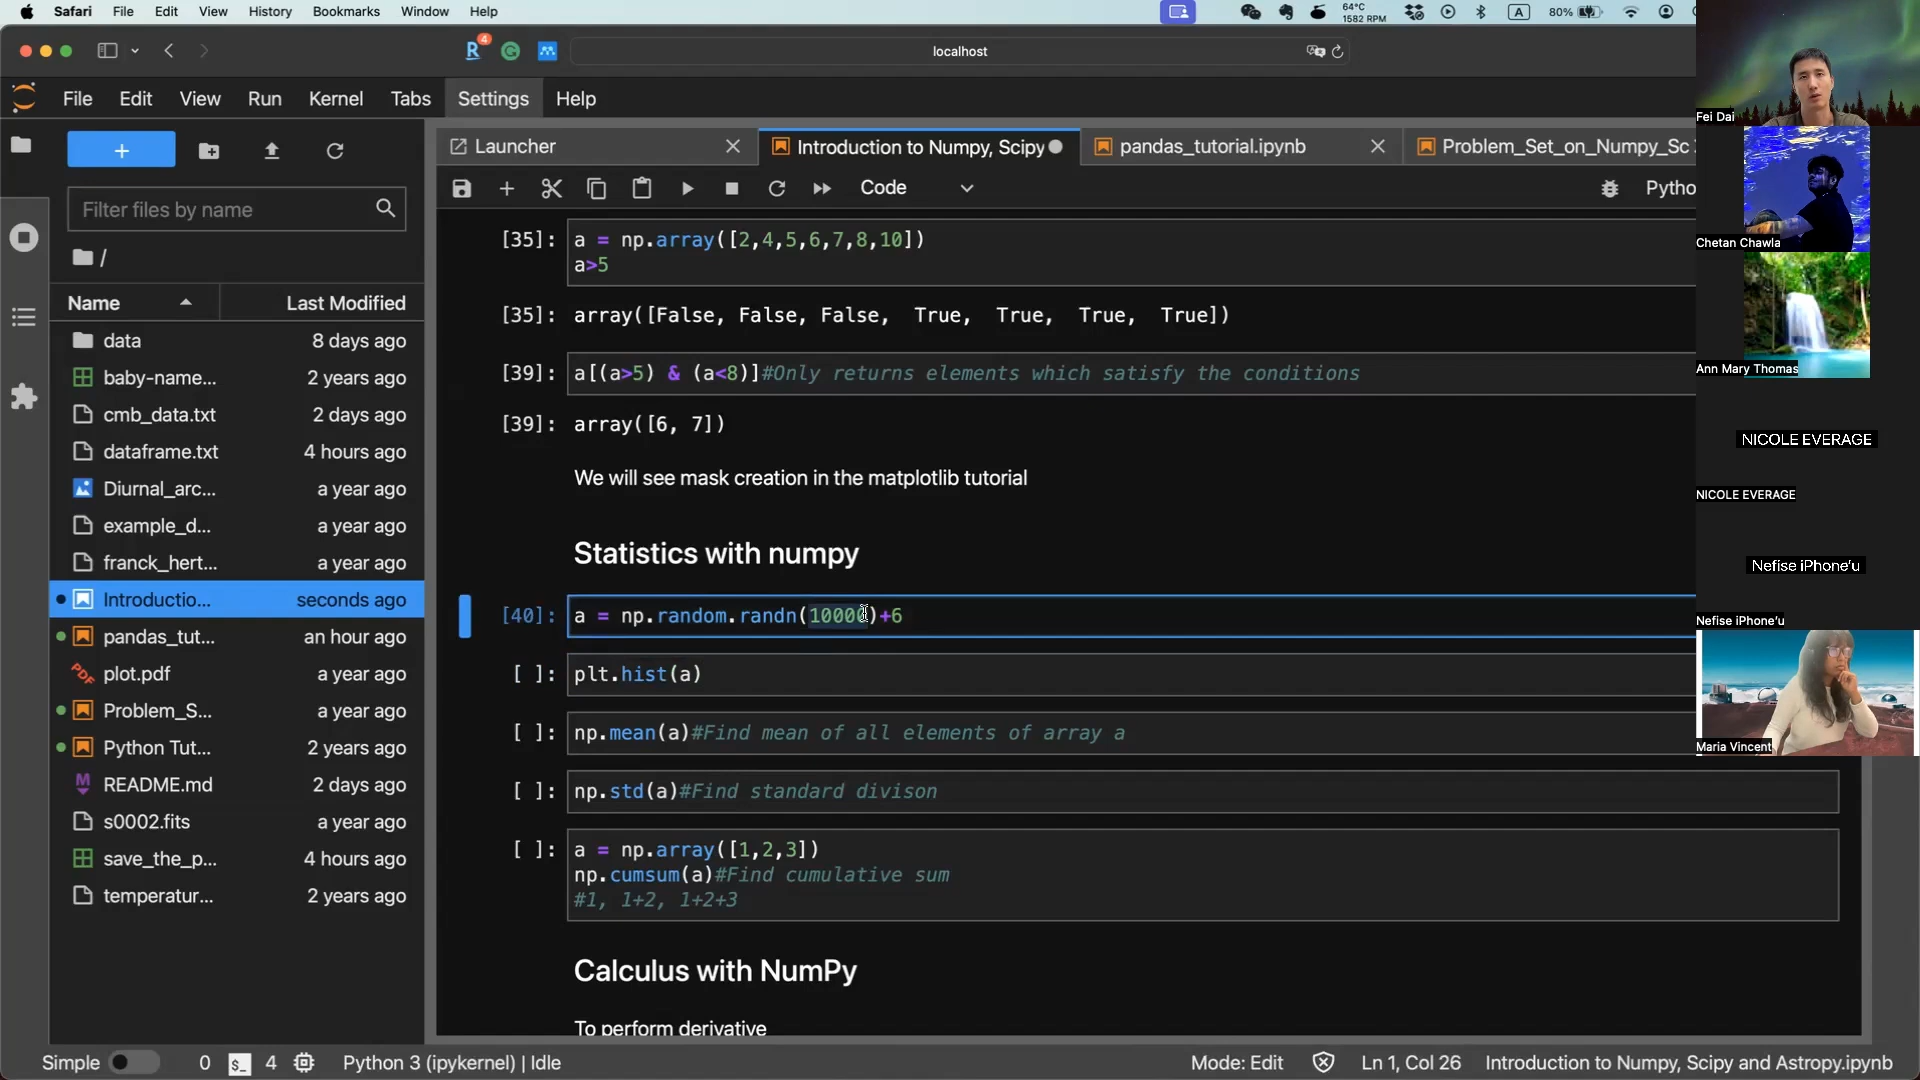 Safari File Edit View History Bookmarks Window Help
64°C
1582 RPM
A
80%
4
localhost
File Edit View Run Kernel Tabs Settings Help
Launcher
Introduction to Numpy, Scipy
pandas_tutorial.ipynb
Problem_Set_on_Numpy_Sc
Code
Pytho
Filter files by name
/
Name Last Modified
data 8 days ago
baby-name... 2 years ago
cmb_data.txt 2 days ago
dataframe.txt 4 hours ago
Diurnal_arc... a year ago
example_d... a year ago
franck_hert... a year ago
Introductio... seconds ago
pandas_tut... an hour ago
plot.pdf a year ago
Problem_S... a year ago
Python Tut... 2 years ago
README.md 2 days ago
s0002.fits a year ago
save_the_p... 4 hours ago
temperatur... 2 years ago
[35]: a = np.array([2,4,5,6,7,8,10])
a>5
[35]: array([False, False, False,  True,  True,  True,  True])
[39]: a[(a>5) & (a<8)]#Only returns elements which satisfy the conditions
[39]: array([6, 7])
We will see mask creation in the matplotlib tutorial
Statistics with numpy
[40]: a = np.random.randn(10000)+6
[ ]: plt.hist(a)
[ ]: np.mean(a)#Find mean of all elements of array a
[ ]: np.std(a)#Find standard divison
[ ]: a = np.array([1,2,3])
np.cumsum(a)#Find cumulative sum
#1, 1+2, 1+2+3
Calculus with NumPy
To perform derivative
Fei Dai
Chetan Chawla
Ann Mary Thomas
NICOLE EVERAGE
NICOLE EVERAGE
Nefise iPhone'u
Nefise iPhone'u
Maria Vincent
Simple 0 $_ 4 Python 3 (ipykernel) | Idle
Mode: Edit Ln 1, Col 26 Introduction to Numpy, Scipy and Astropy.ipynb